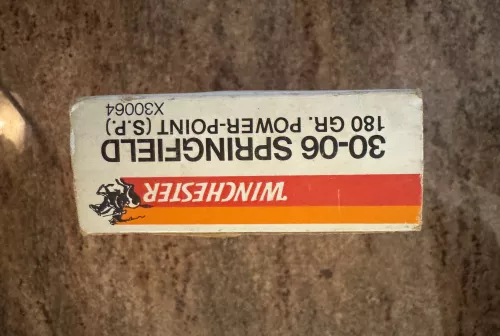 WINCHESTER
30-06 SPRINGFIELD
180 GR. POWER-POINT (S.P.)
X30064